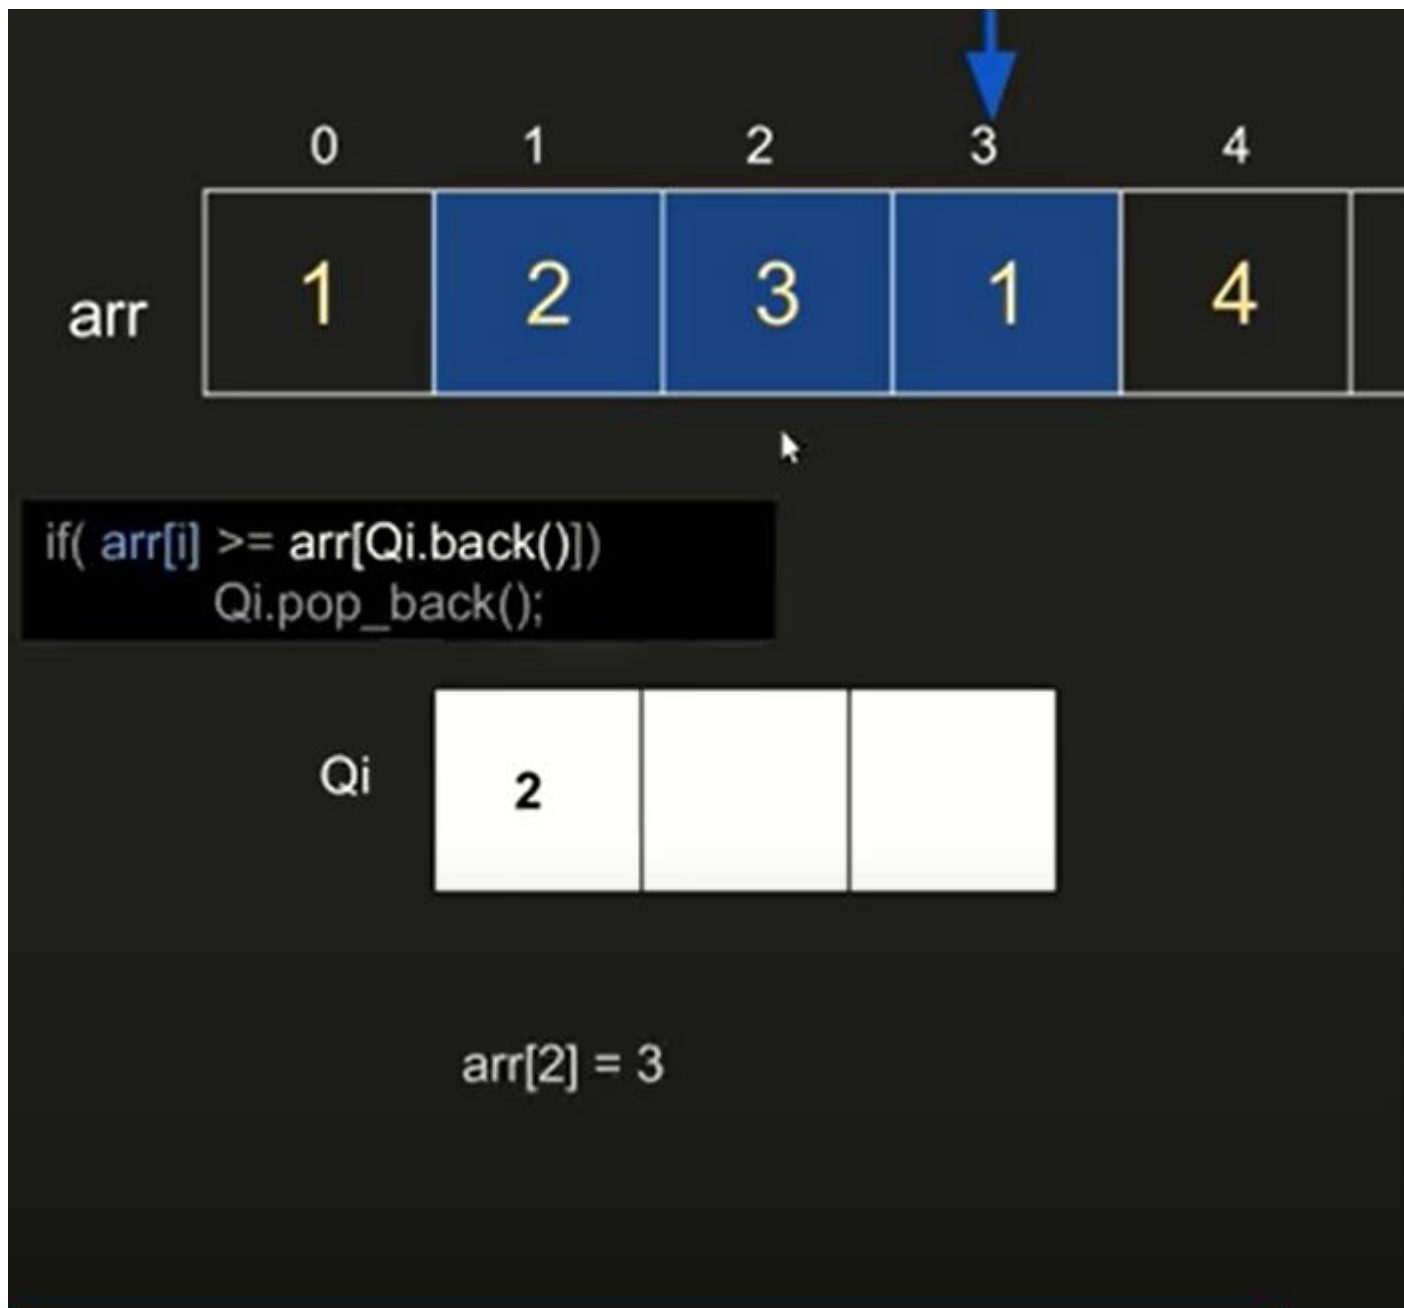 0 1 2 3 4
arr 1 2 3 1 4
if( arr[i] >= arr[Qi.back()])
Qi.pop_back();
Qi 2
arr[2] = 3